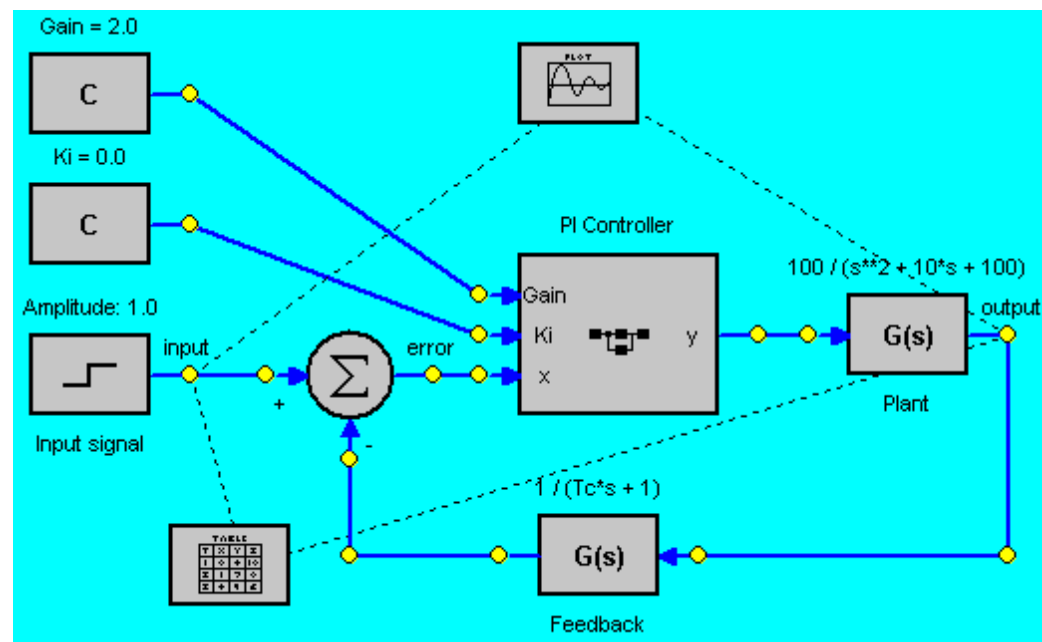 Gain = 2.0
C
PLOT
Ki = 0.0
C
PI Controller
100 / (s**2 + 10*s + 100)
Gain
Amplitude: 1.0
output
Ki
y
G(s)
input
error
x
Σ
+
Plant
Input signal
-
1 / (Tc*s + 1)
TABLE
T X Y Z
G(s)
Feedback